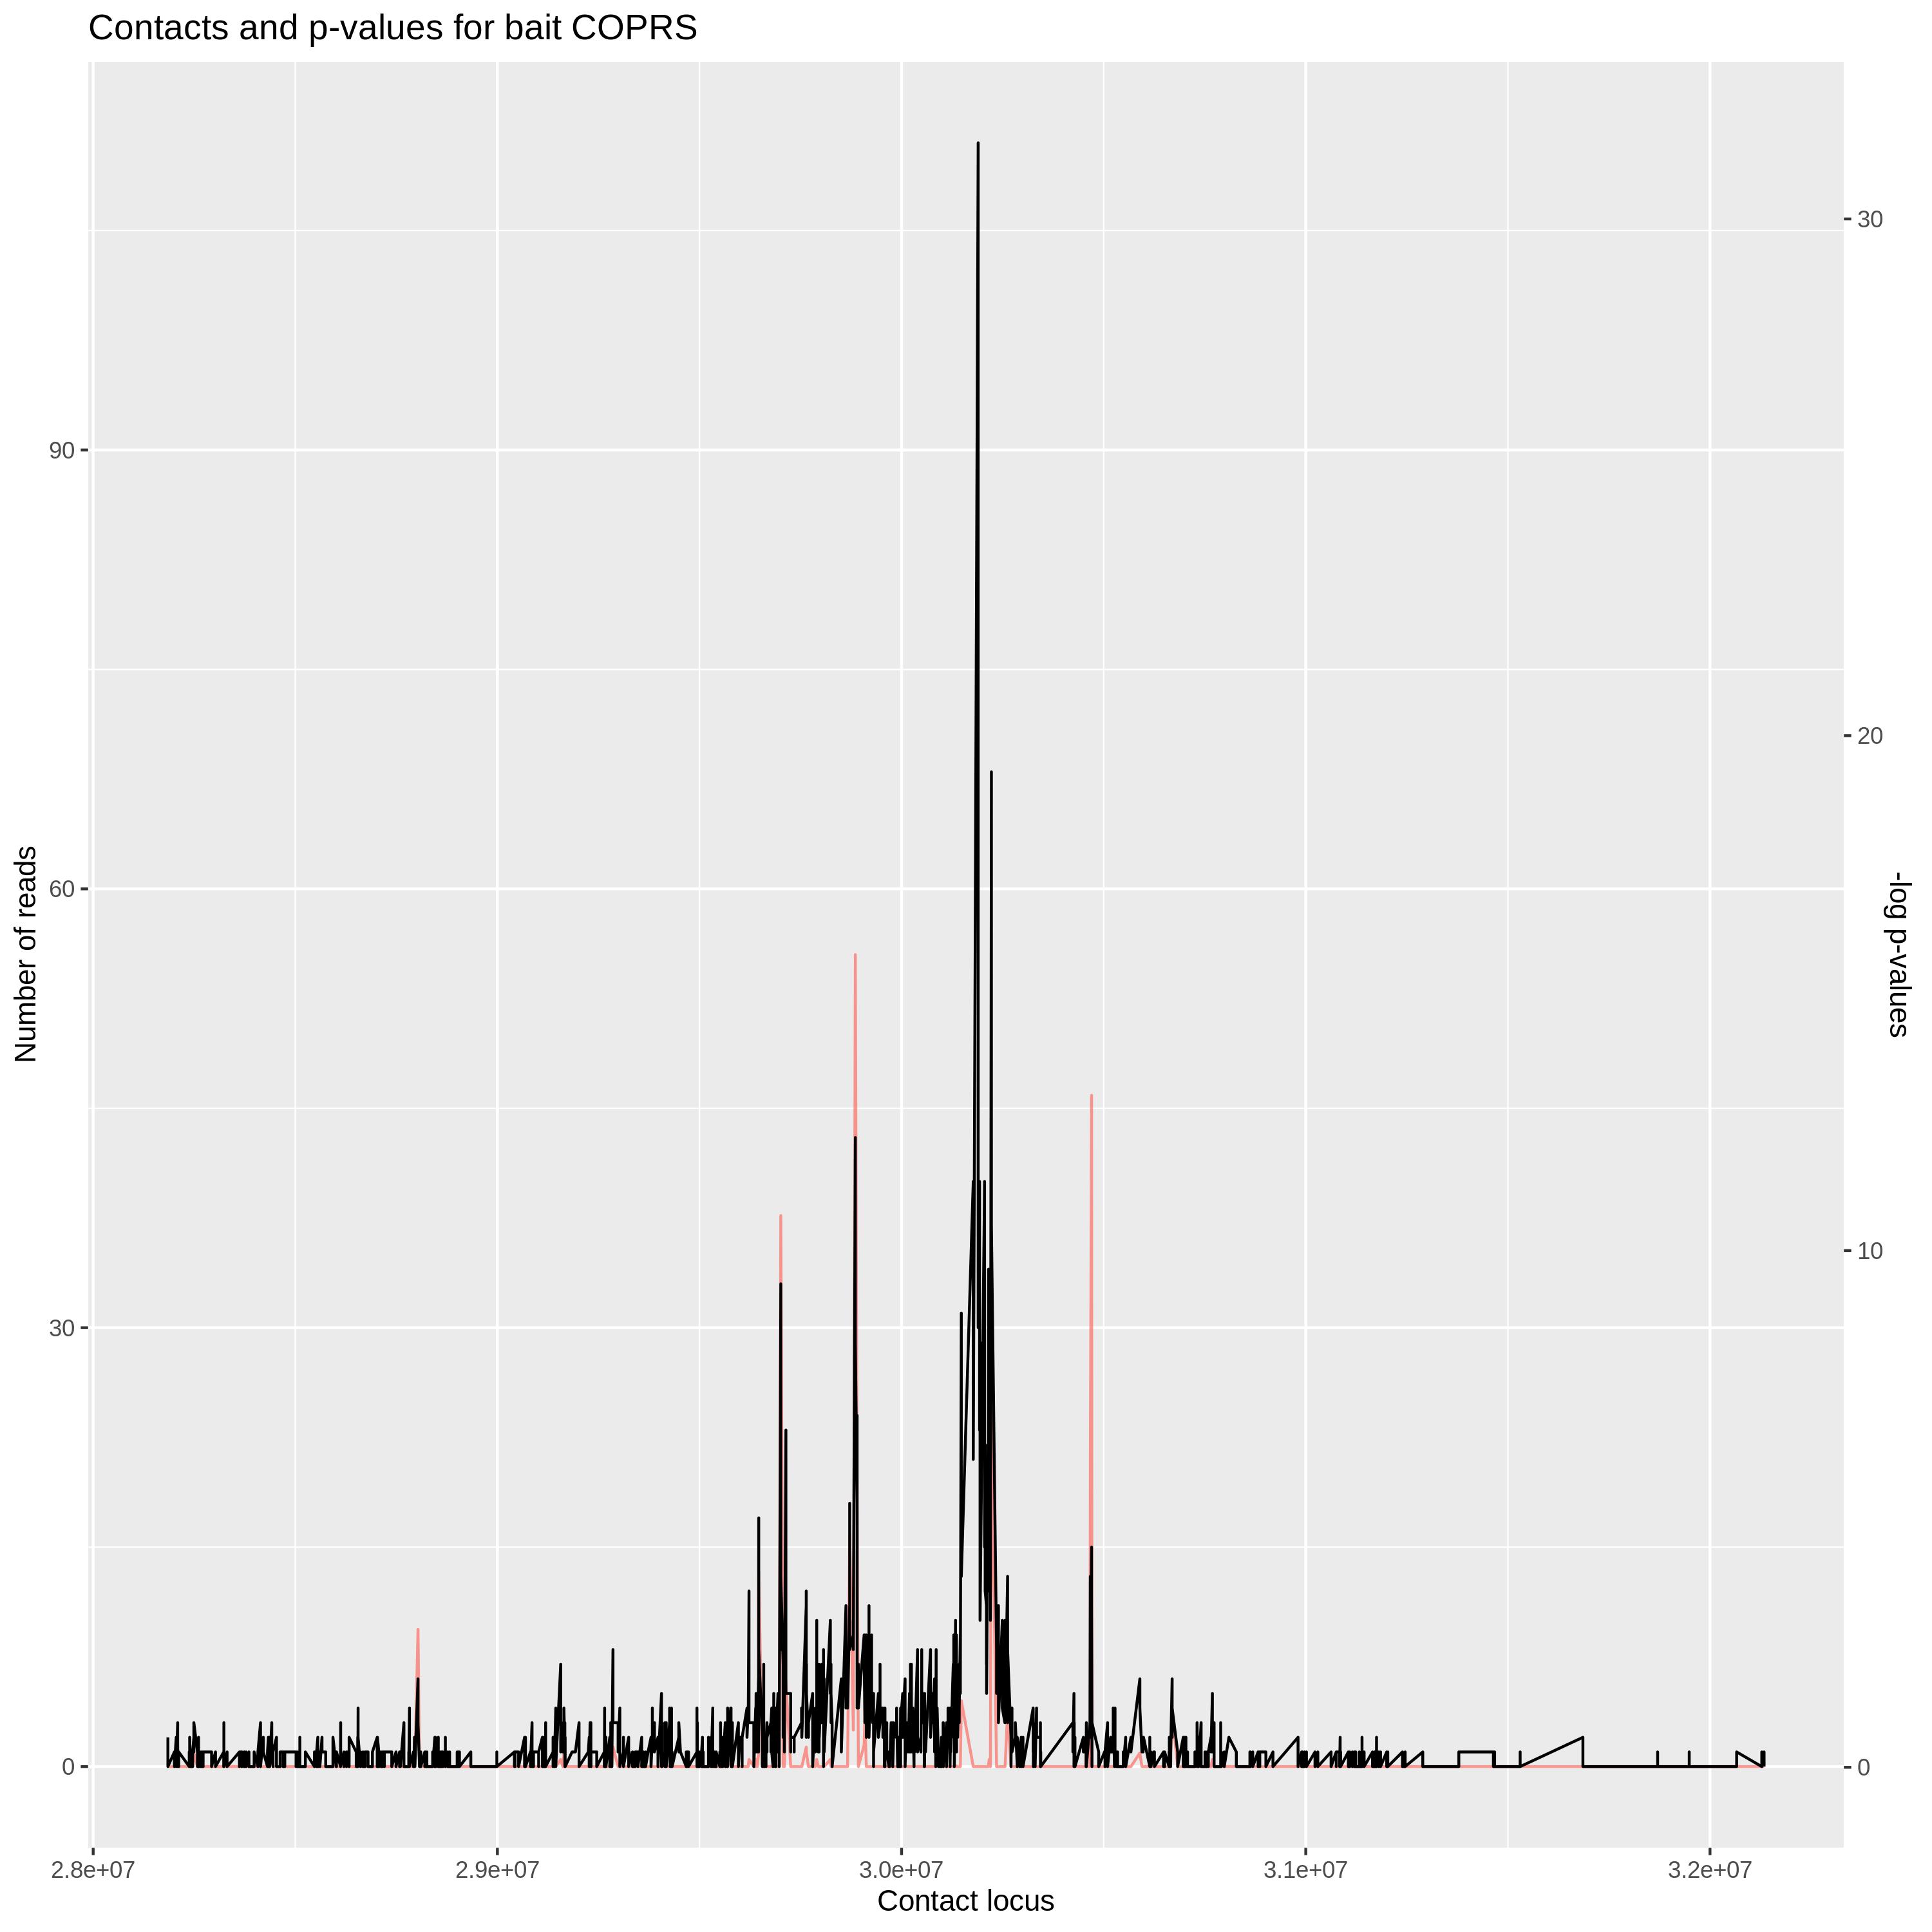 Contacts and p-values for bait COPRS
90
60
30
0
Number of reads
30
20
10
0
-log p-values
2.8e+07
2.9e+07
3.0e+07
3.1e+07
3.2e+07
Contact locus